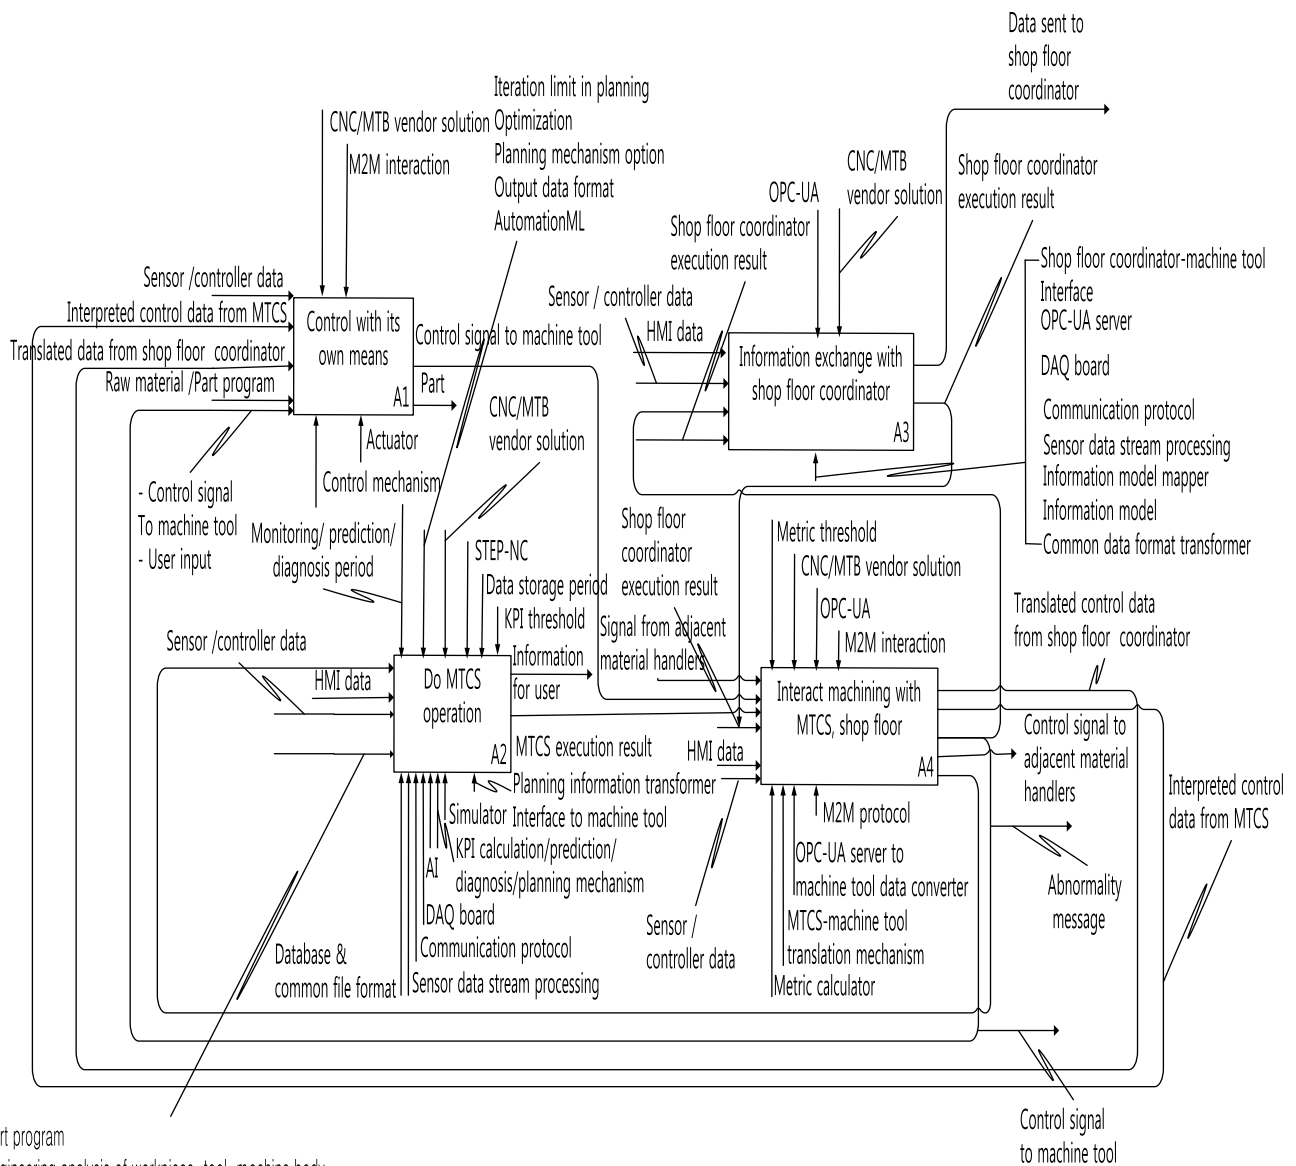 Data sent to
shop floor
coordinator
Iteration limit in planning
Optimization
Planning mechanism option
Output data format
AutomationML
CNC/MTB vendor solution
M2M interaction
CNC/MTB
vendor solution
OPC-UA
Shop floor coordinator
execution result
Shop floor coordinator
execution result
Sensor / controller data
HMI data
Shop floor coordinator-machine tool
Interface
OPC-UA server
DAQ board
Communication protocol
Sensor data stream processing
Information model mapper
Information model
Common data format transformer
Sensor /controller data
Interpreted control data from MTCS
Translated data from shop floor coordinator
Raw material /Part program
Control with its
own means
A1
Control signal to machine tool
Part
Actuator
Control mechanism
Information exchange with
shop floor coordinator
A3
CNC/MTB
vendor solution
- Control signal
To machine tool
- User input
Monitoring/ prediction/
diagnosis period
STEP-NC
Data storage period
KPI threshold
Shop floor
coordinator
execution result
Metric threshold
CNC/MTB vendor solution
OPC-UA
M2M interaction
Signal from adjacent
material handlers
Translated control data
from shop floor coordinator
Sensor /controller data
HMI data
Do MTCS
operation
A2
Information
for user
MTCS execution result
Planning information transformer
Simulator
Interface to machine tool
KPI calculation/prediction/
diagnosis/planning mechanism
AI
DAQ board
Communication protocol
Sensor data stream processing
Database &
common file format
HMI data
Interact machining with
MTCS, shop floor
A4
Sensor /
controller data
M2M protocol
OPC-UA server to
machine tool data converter
MTCS-machine tool
translation mechanism
Metric calculator
Control signal to
adjacent material
handlers
Abnormality
message
Interpreted control
data from MTCS
Control signal
to machine tool
rt program
gineering analysis of workpiece, tool, machine body